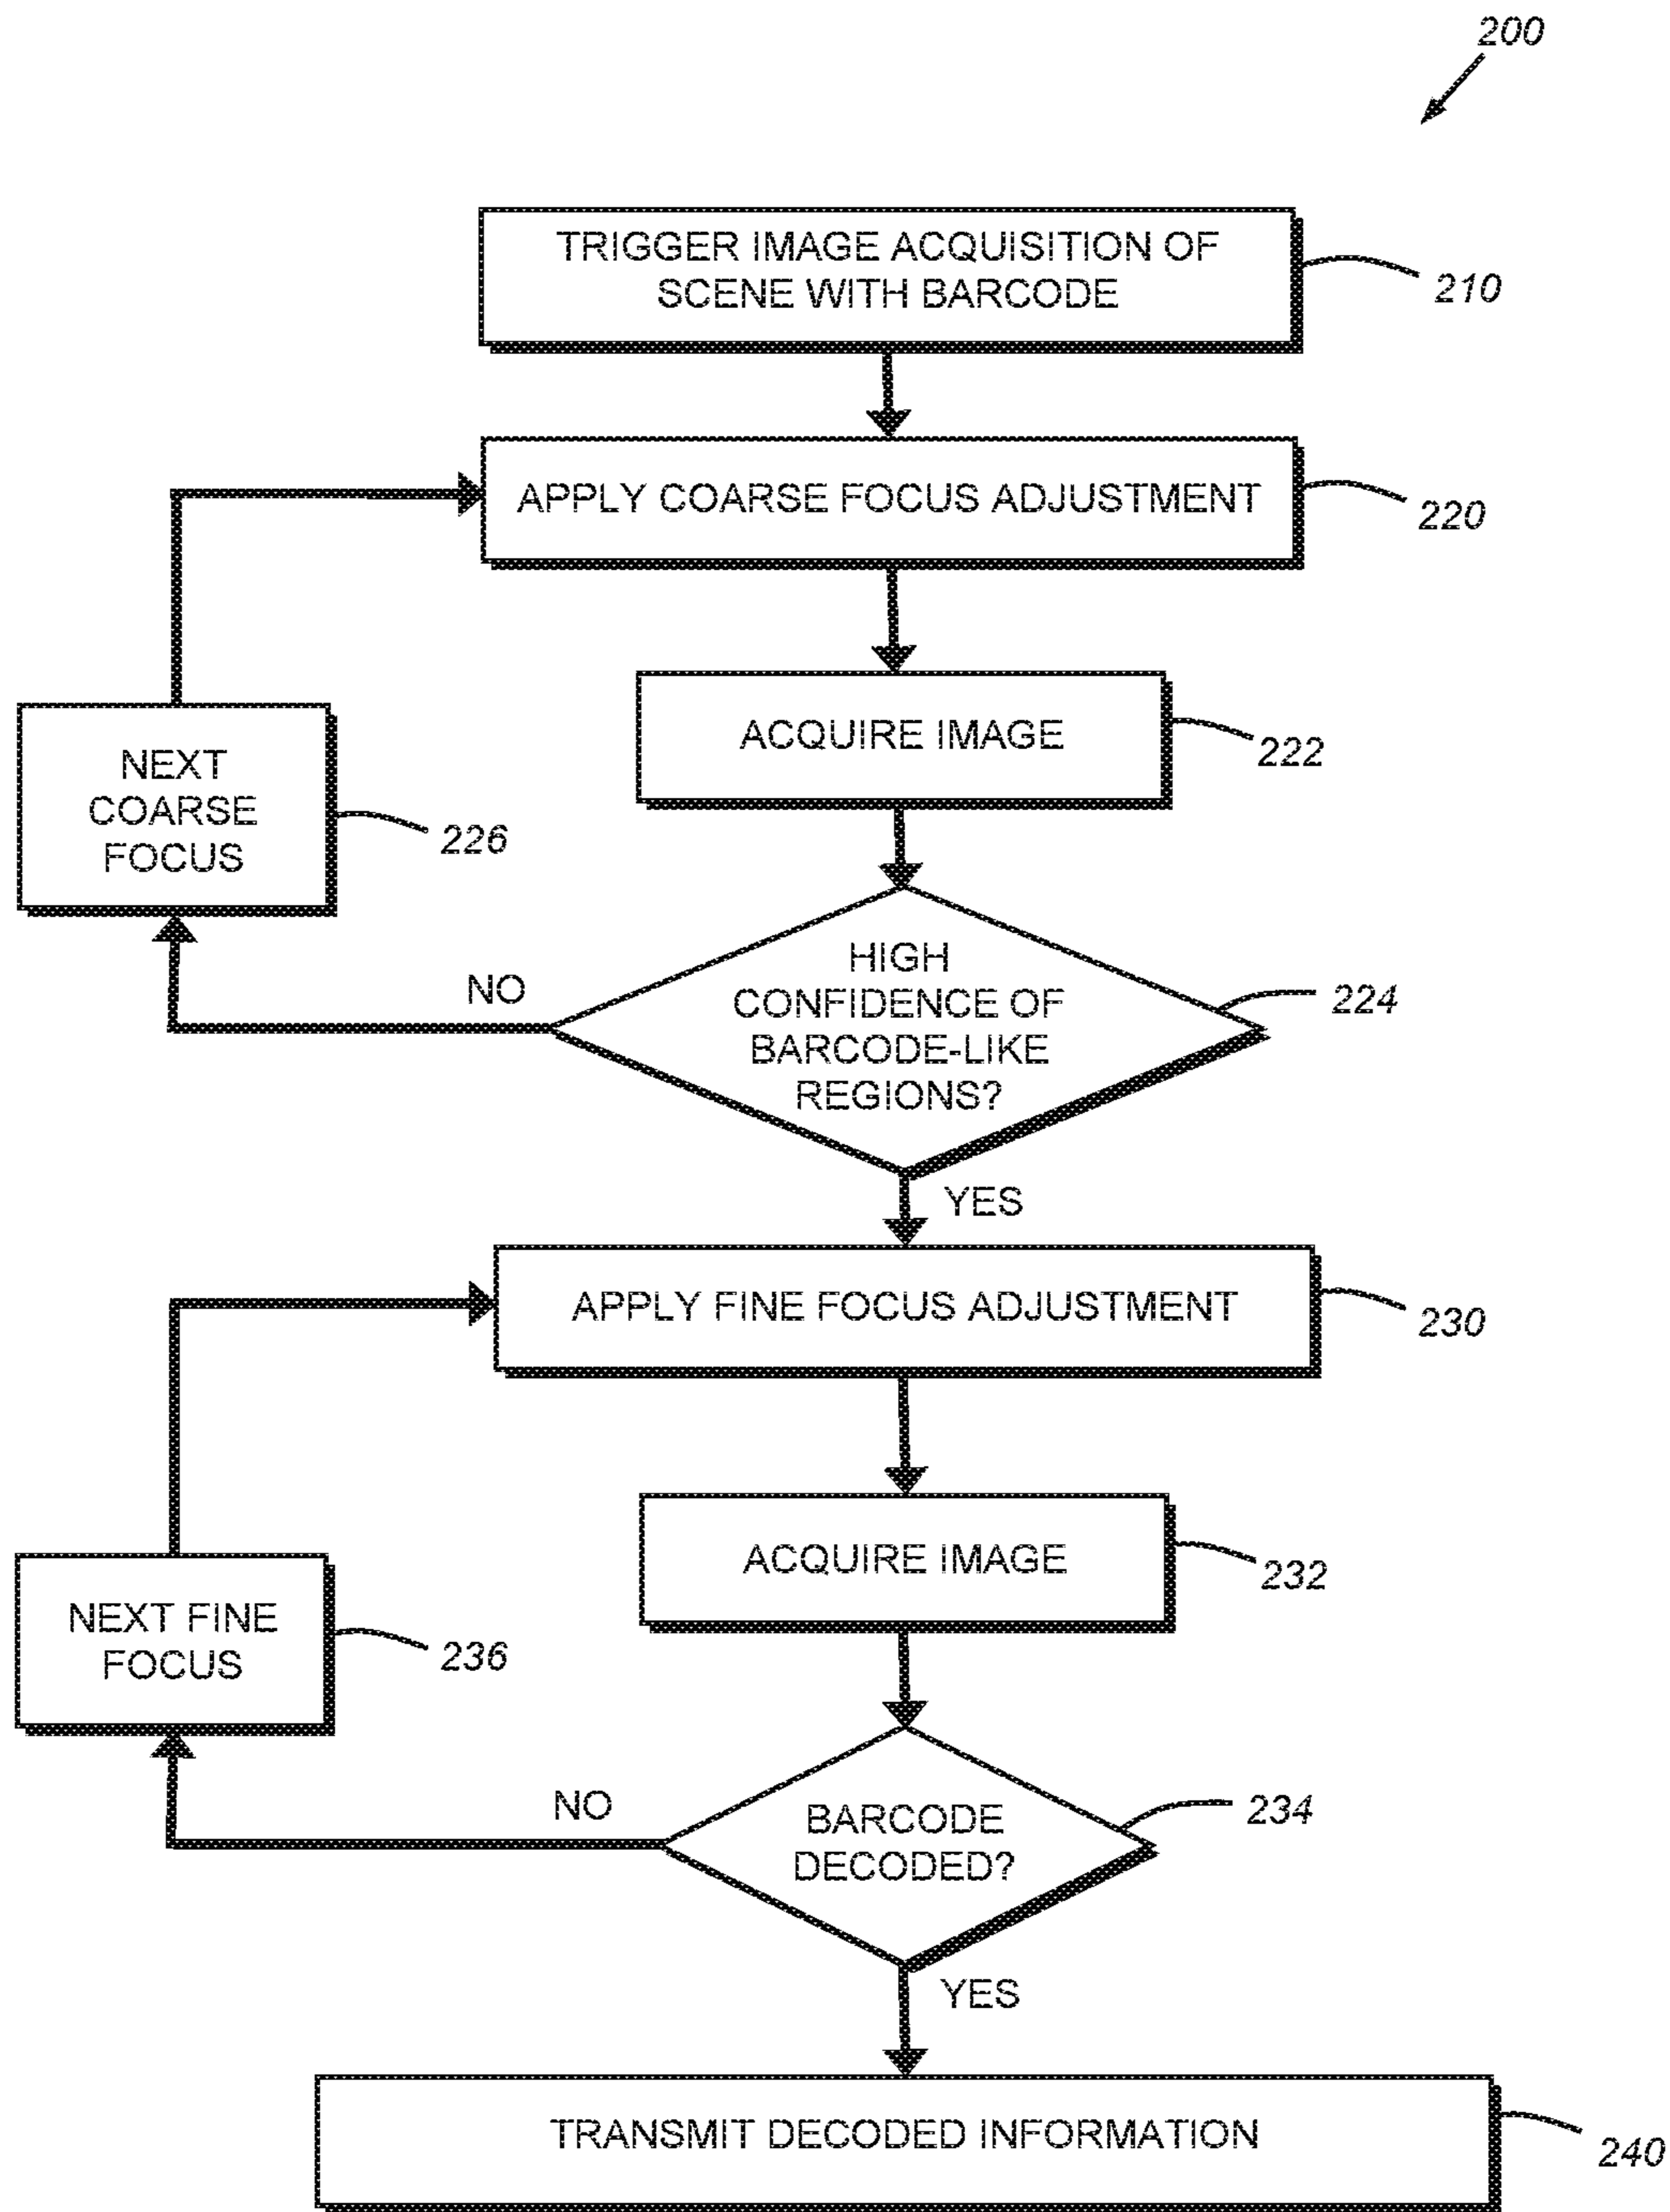 200
TRIGGER IMAGE ACQUISITION OF
SCENE WITH BARCODE
210
APPLY COARSE FOCUS ADJUSTMENT
220
ACQUIRE IMAGE
222
NEXT
COARSE
FOCUS
226
HIGH
CONFIDENCE OF
BARCODE-LIKE
REGIONS?
224
NO
YES
APPLY FINE FOCUS ADJUSTMENT
230
ACQUIRE IMAGE
232
NEXT FINE
FOCUS
236
BARCODE
DECODED?
234
NO
YES
TRANSMIT DECODED INFORMATION
240